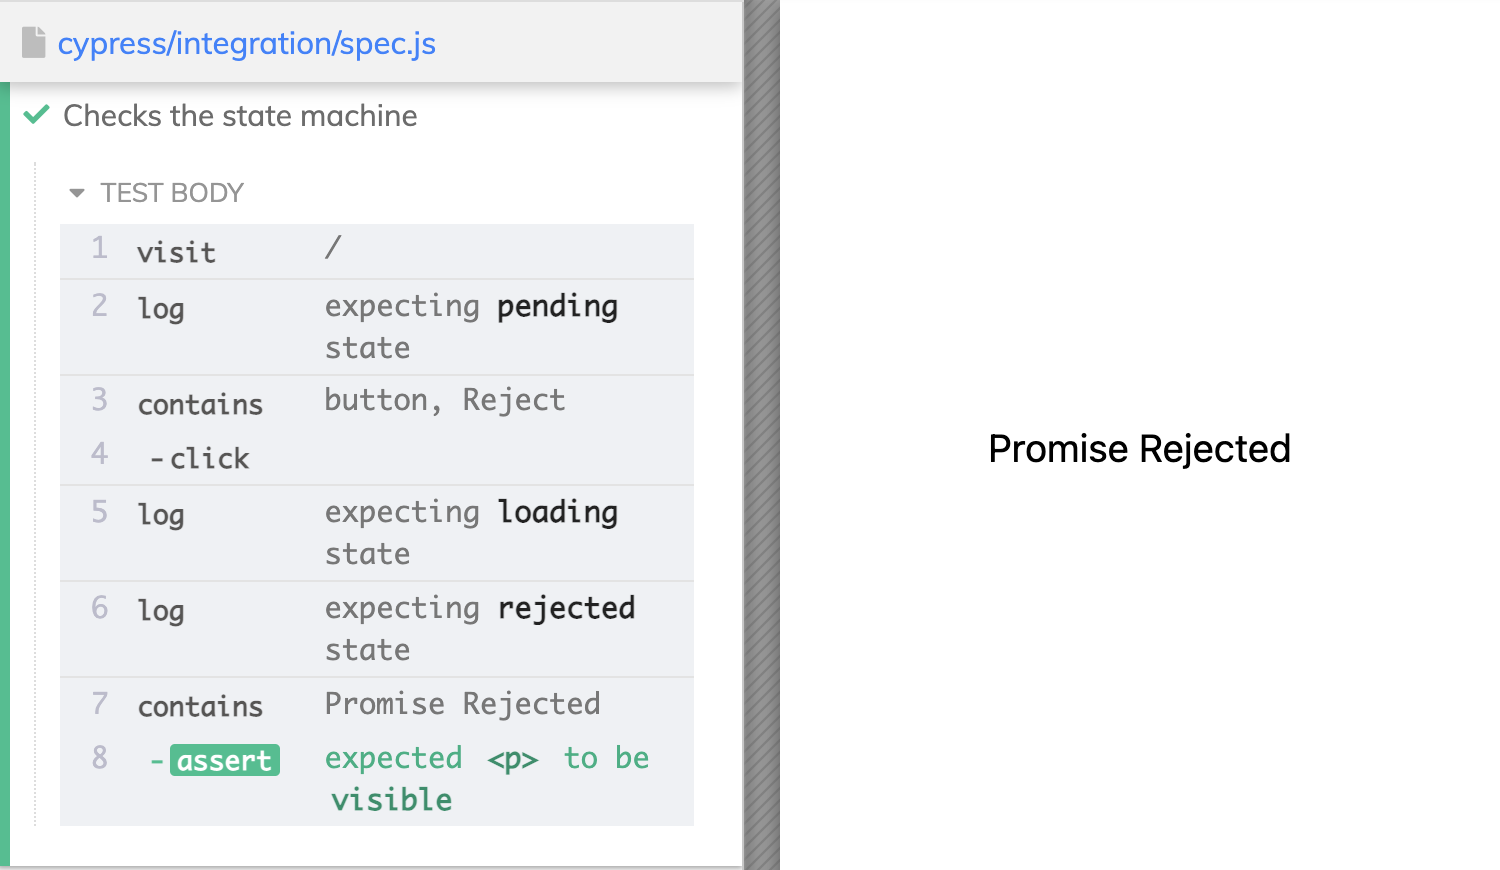 cypress/integration/spec.js
Checks the state machine
TEST BODY
1 visit /
2 log expecting pending
state
3 contains button, Reject
4 -click
5 log expecting loading
state
6 log expecting rejected
state
7 contains Promise Rejected
8 -assert expected <p> to be
visible
Promise Rejected